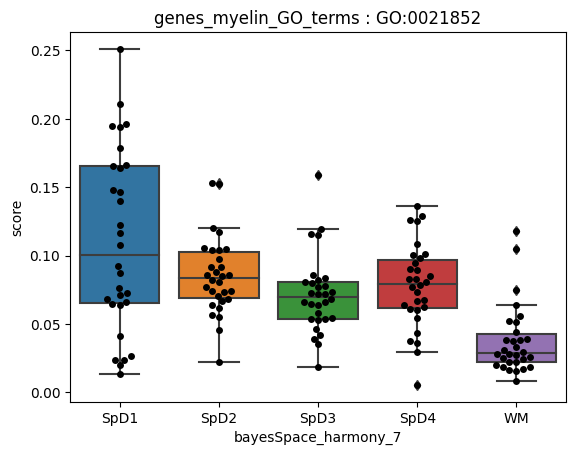 genes_myelin_GO_terms : GO:0021852
0.25
0.20
0.15
0.10
0.05
0.00
score
SpD1 SpD2 SpD3 SpD4 WM
bayesSpace_harmony_7